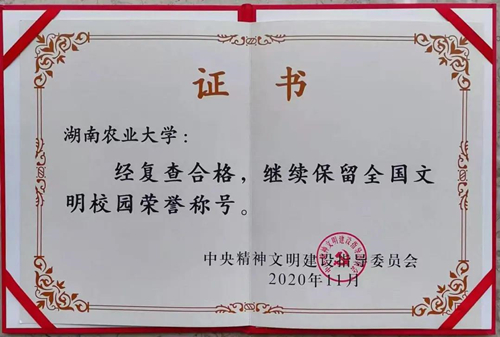 证书
湖南农业大学：
经复查合格，继续保留全国文
明校园荣誉称号。
中央精神文明建设指导委员会
2020年11月